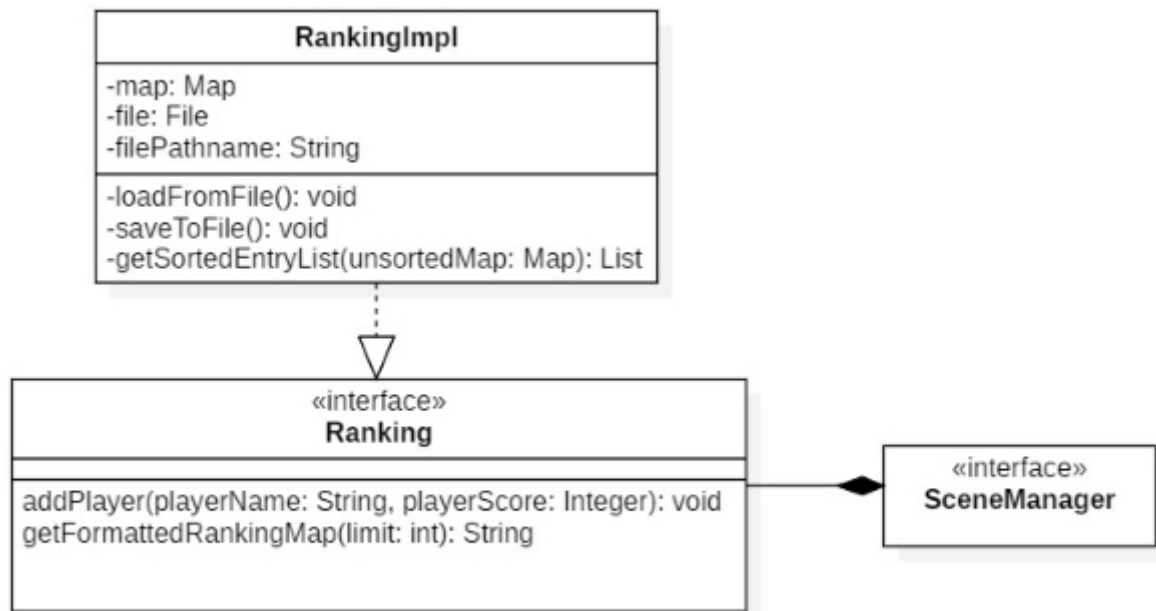 RankingImpl
-map: Map
-file: File
-filePathname: String
-loadFromFile(): void
-saveToFile(): void
-getSortedEntryList(unsortedMap: Map): List
«interface»
Ranking
addPlayer(playerName: String, playerScore: Integer): void
getFormattedRankingMap(limit: int): String
«interface»
SceneManager